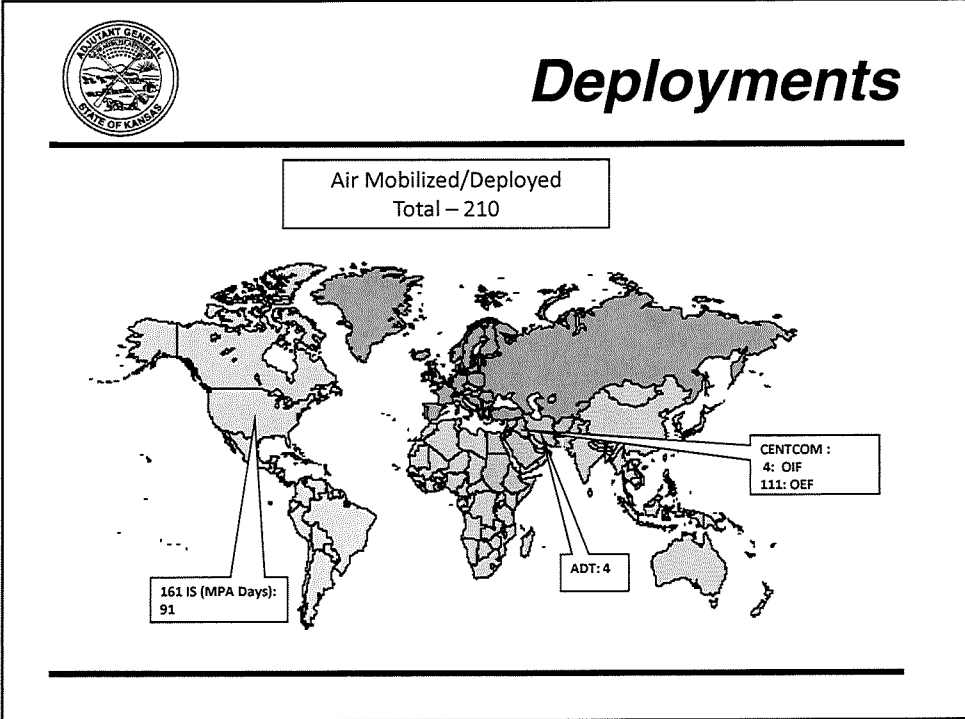 ADJUTANT GENERAL
STATE OF KANSAS
Deployments
Air Mobilized/Deployed
Total – 210
CENTCOM :
4: OIF
111: OEF
ADT: 4
161 IS (MPA Days):
91